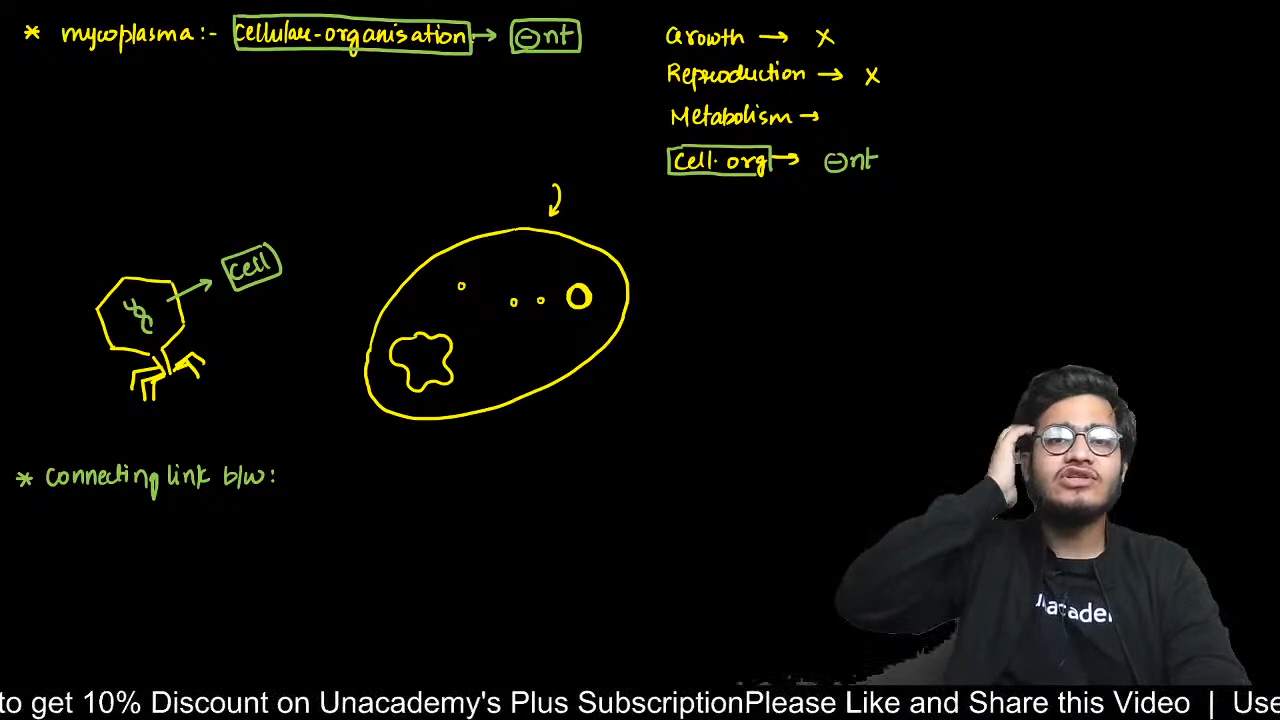 * mycoplasma:- Cellular-organisation → ⊖nt
Growth → x
Reproduction → x
Metabolism →
Cell. org → ⊖nt
Cell
* Connecting link b/w:
to get 10% Discount on Unacademy's Plus SubscriptionPlease Like and Share this Video | Use